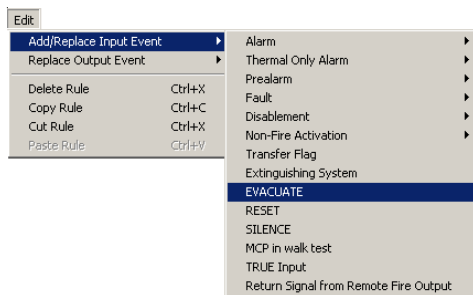 Edit
Add/Replace Input Event
Replace Output Event
Delete Rule Ctrl+X
Copy Rule Ctrl+C
Cut Rule Ctrl+X
Paste Rule Ctrl+V
Alarm
Thermal Only Alarm
Prealarm
Fault
Disablement
Non-Fire Activation
Transfer Flag
Extinguishing System
EVACUATE
RESET
SILENCE
MCP in walk test
TRUE Input
Return Signal from Remote Fire Output